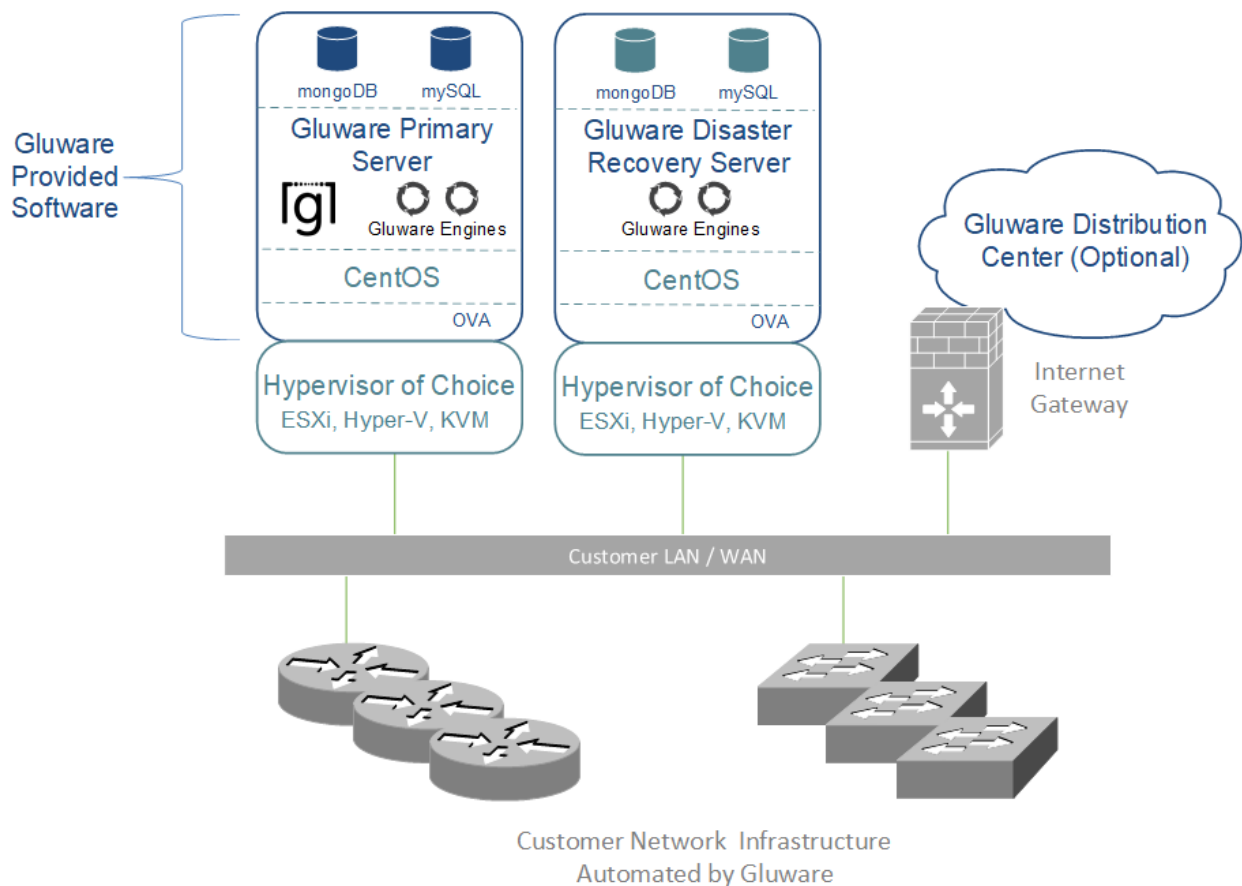 mongoDB
mySQL
Gluware Primary
Server
[g]
Gluware Engines
CentOS
OVA
Hypervisor of Choice
ESXi, Hyper-V, KVM
mongoDB
mySQL
Gluware Disaster
Recovery Server
Gluware Engines
CentOS
OVA
Hypervisor of Choice
ESXi, Hyper-V, KVM
Gluware
Provided
Software
Gluware Distribution
Center (Optional)
Internet
Gateway
Customer LAN / WAN
Customer Network Infrastructure
Automated by Gluware